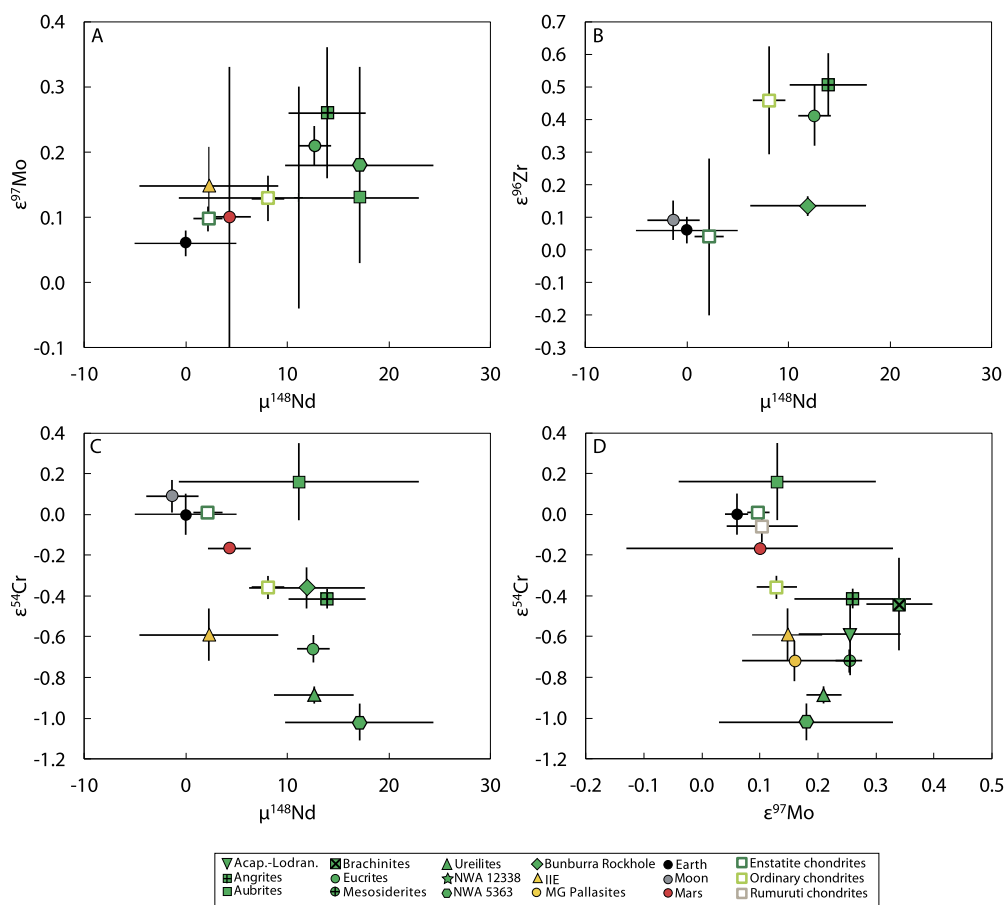 A
0.4
0.3
0.2
0.1
0.0
-0.1
ε⁹⁷Mo
-10 0 10 20 30
μ¹⁴⁸Nd
B
0.7
0.6
0.5
0.4
0.3
0.2
0.1
0.0
-0.1
-0.2
-0.3
ε⁹⁶Zr
-10 0 10 20 30
μ¹⁴⁸Nd
C
0.4
0.2
0.0
-0.2
-0.4
-0.6
-0.8
-1.0
-1.2
ε⁵⁴Cr
-10 0 10 20 30
μ¹⁴⁸Nd
D
0.4
0.2
0.0
-0.2
-0.4
-0.6
-0.8
-1.0
-1.2
ε⁵⁴Cr
-0.2 -0.1 0.0 0.1 0.2 0.3 0.4 0.5
ε⁹⁷Mo
Acap.-Lodran. Brachinites Ureilites Bunburra Rockhole Earth Enstatite chondrites
Angrites Eucrites NWA 12338 IIE Moon Ordinary chondrites
Aubrites Mesosiderites NWA 5363 MG Pallasites Mars Rumuruti chondrites